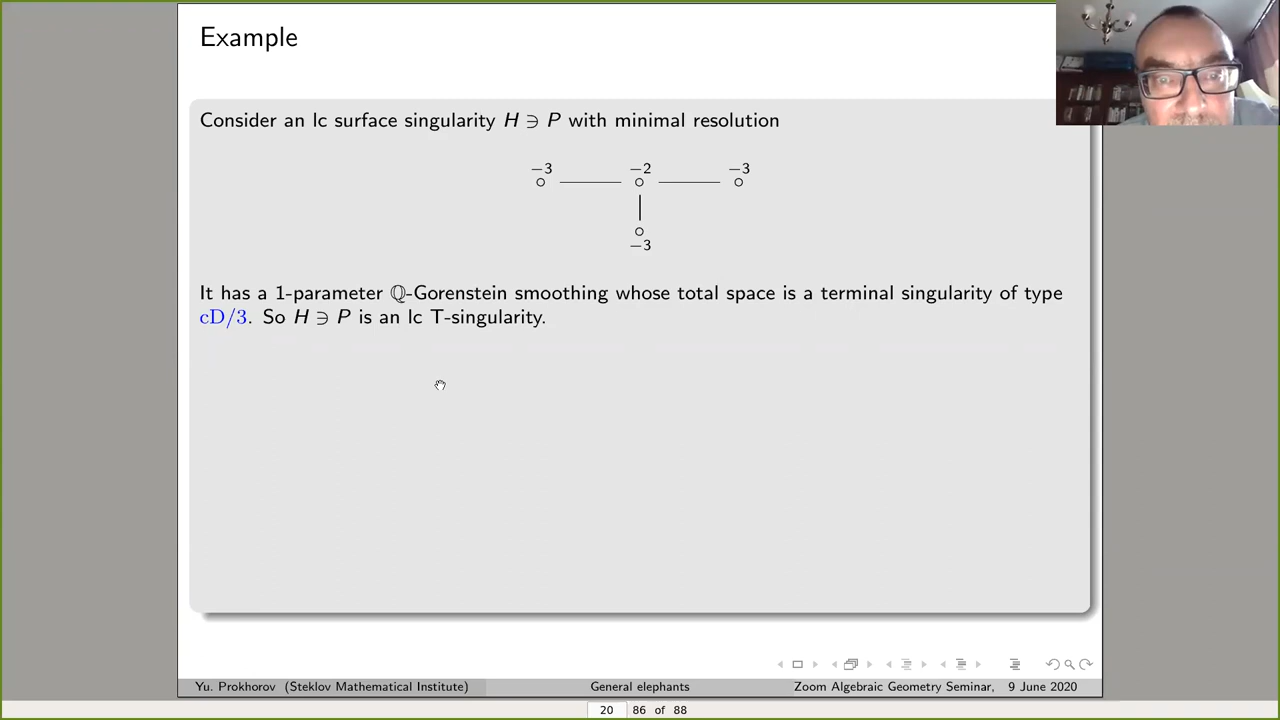 Example
Consider an lc surface singularity H ∋ P with minimal resolution
−3 −2 −3
−3
It has a 1-parameter ℚ-Gorenstein smoothing whose total space is a terminal singularity of type
cD/3. So H ∋ P is an lc T-singularity.
Yu. Prokhorov (Steklov Mathematical Institute) General elephants Zoom Algebraic Geometry Seminar, 9 June 2020
20 86 of 88